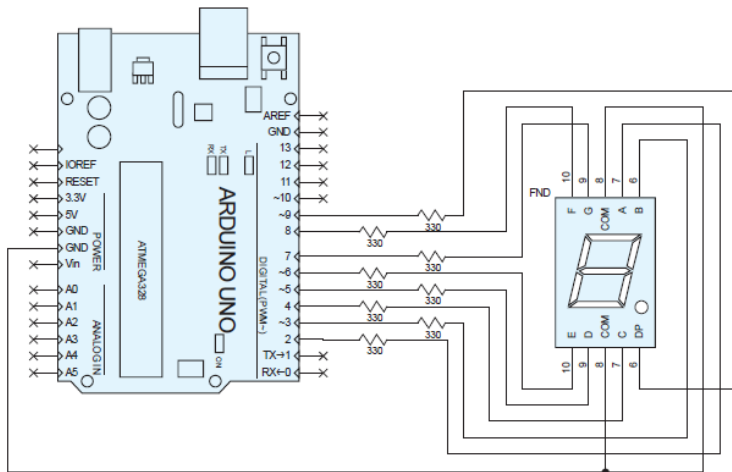 AREF
GND
13
12
11
~10
~9
8
7
~6
~5
4
~3
2
TX→1
RX←0
IOREF
RESET
3.3V
5V
GND
GND
Vin
A0
A1
A2
A3
A4
A5
POWER
ANALOG IN
ATMEGA328
ARDUINO UNO
DIGITAL(PWM~)
RX
TX
L
ON
330
330
330
330
330
330
330
330
FND
10
9
8
7
6
F
G
COM
A
B
E
D
COM
C
DP
10
9
8
7
6